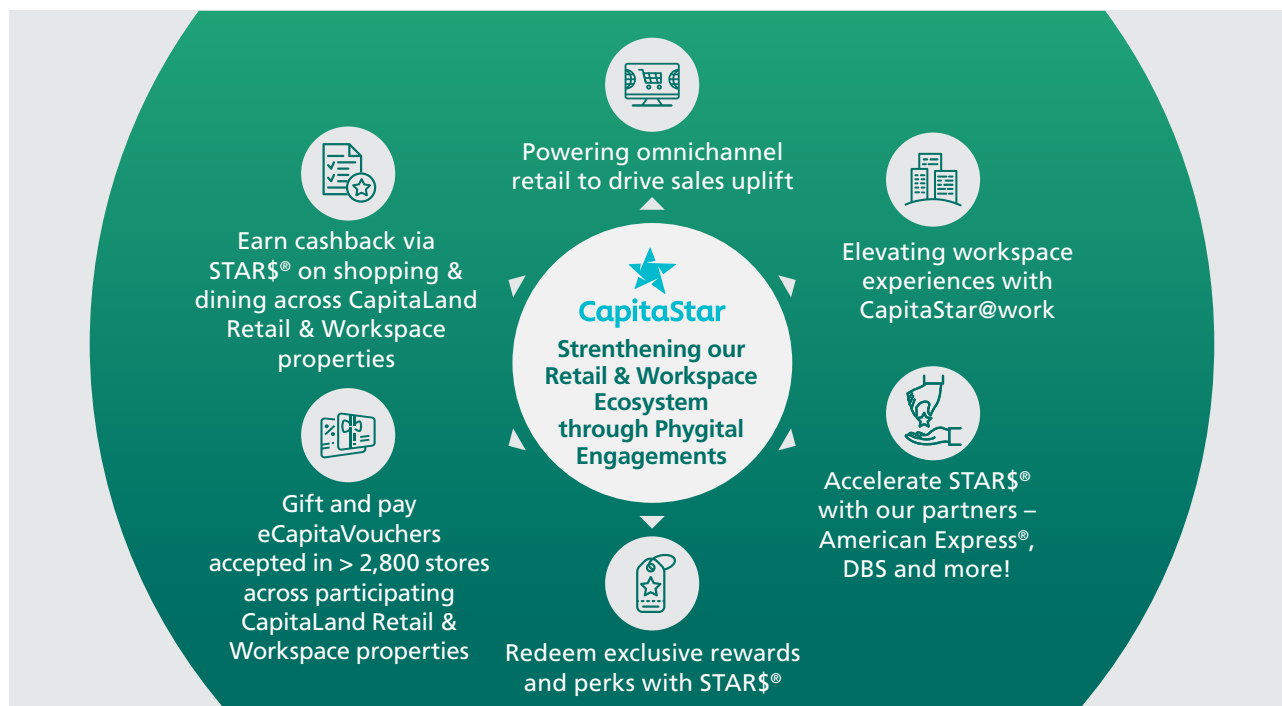 Powering omnichannel
retail to drive sales uplift
Earn cashback via
STAR$® on shopping &
dining across CapitaLand
Retail & Workspace
properties
Elevating workspace
experiences with
CapitaStar@work
CapitaStar
Strenthening our
Retail & Workspace
Ecosystem
through Phygital
Engagements
Gift and pay
eCapitaVouchers
accepted in > 2,800 stores
across participating
CapitaLand Retail &
Workspace properties
Accelerate STAR$®
with our partners –
American Express®,
DBS and more!
Redeem exclusive rewards
and perks with STAR$®